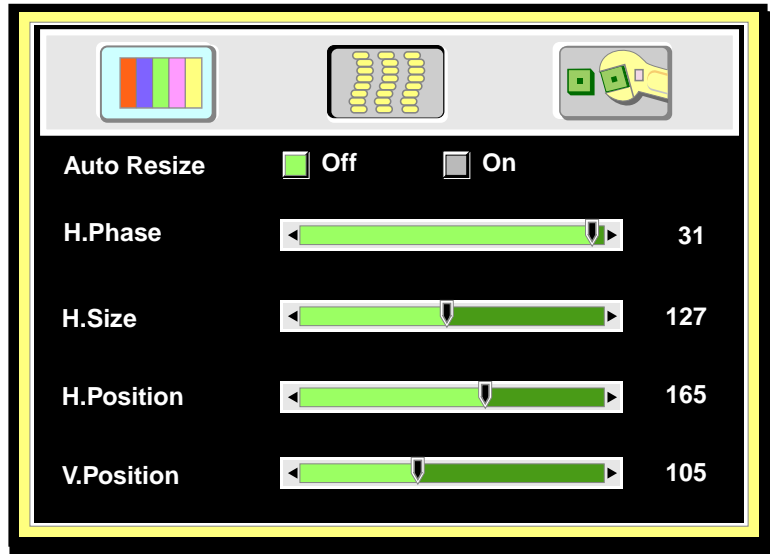 Auto Resize Off On
H.Phase 31
H.Size 127
H.Position 165
V.Position 105